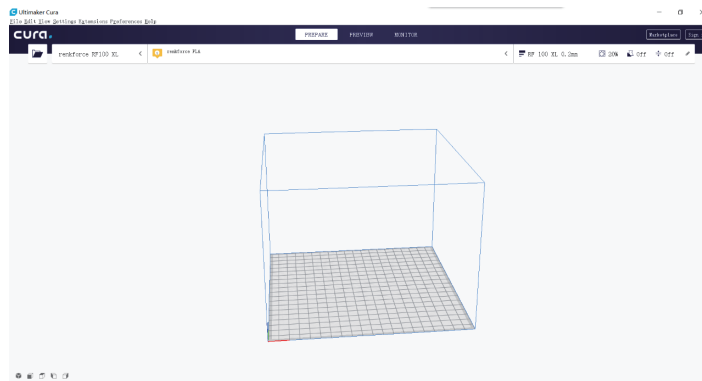 Ultimaker Cura
File Edit View Settings Extensions Preferences Help
cura.
PREPARE PREVIEW MONITOR
Marketplace Sign
renkforce RF100 XL
renkforce PLA
RF 100 XL 0.2mm 20% Off Off